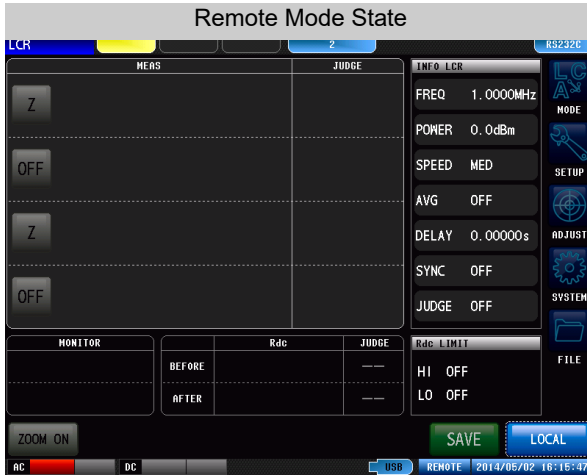 Remote Mode State
LCR 2 RS232C
MEAS JUDGE INFO LCR
Z FREQ 1.0000MHz MODE
POWER 0.0dBm
OFF SPEED MED SETUP
AVG OFF
Z DELAY 0.00000s ADJUST
SYNC OFF
OFF JUDGE OFF SYSTEM
MONITOR Rdc JUDGE Rdc LIMIT
BEFORE –– HI OFF FILE
AFTER –– LO OFF
ZOOM ON SAVE LOCAL
AC DC USB REMOTE 2014/05/02 16:15:47